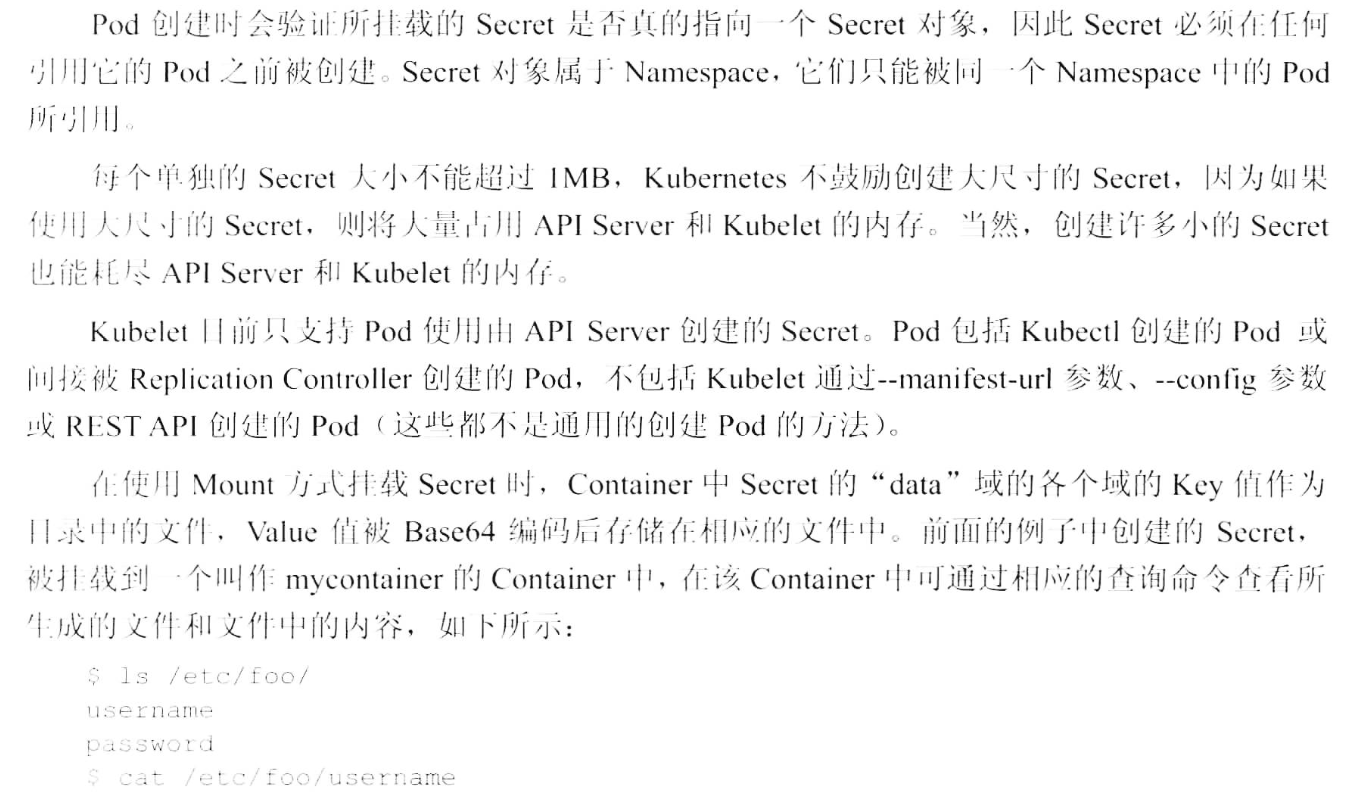 Pod 创建时会验证所挂载的 Secret 是否真的指向一个 Secret 对象，因此 Secret 必须在任何
引用它的 Pod 之前被创建。Secret 对象属于 Namespace，它们只能被同一个 Namespace 中的 Pod
所引用。
每个单独的 Secret 大小不能超过 1MB，Kubernetes 不鼓励创建大尺寸的 Secret，因为如果
使用大尺寸的 Secret，则将大量占用 API Server 和 Kubelet 的内存。当然，创建许多小的 Secret
也能耗尽 API Server 和 Kubelet 的内存。
Kubelet 目前只支持 Pod 使用由 API Server 创建的 Secret。Pod 包括 Kubectl 创建的 Pod 或
间接被 Replication Controller 创建的 Pod，不包括 Kubelet 通过--manifest-url 参数、--config 参数
或 REST API 创建的 Pod（这些都不是通用的创建 Pod 的方法）。
在使用 Mount 方式挂载 Secret 时，Container 中 Secret 的“data”域的各个域的 Key 值作为
目录中的文件，Value 值被 Base64 编码后存储在相应的文件中。前面的例子中创建的 Secret，
被挂载到一个叫作 mycontainer 的 Container 中，在该 Container 中可通过相应的查询命令查看所
生成的文件和文件中的内容，如下所示：
$ ls /etc/foo/
username
password
$ cat /etc/foo/username